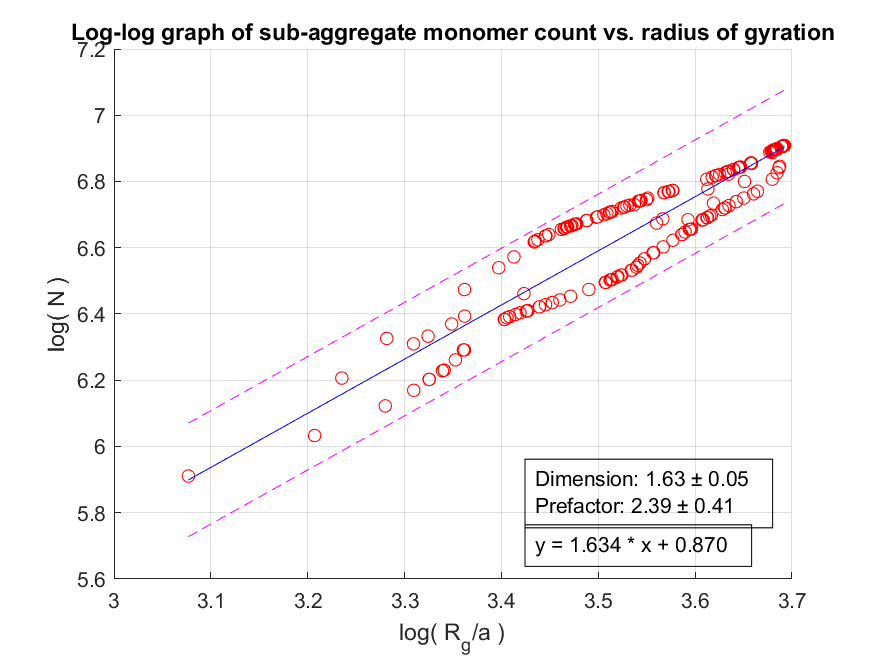 Log-log graph of sub-aggregate monomer count vs. radius of gyration
7.2
7
6.8
6.6
6.4
6.2
6
5.8
5.6
log( N )
Dimension: 1.63 ± 0.05
Prefactor: 2.39 ± 0.41
y = 1.634 * x + 0.870
3 3.1 3.2 3.3 3.4 3.5 3.6 3.7
log( Rg/a )